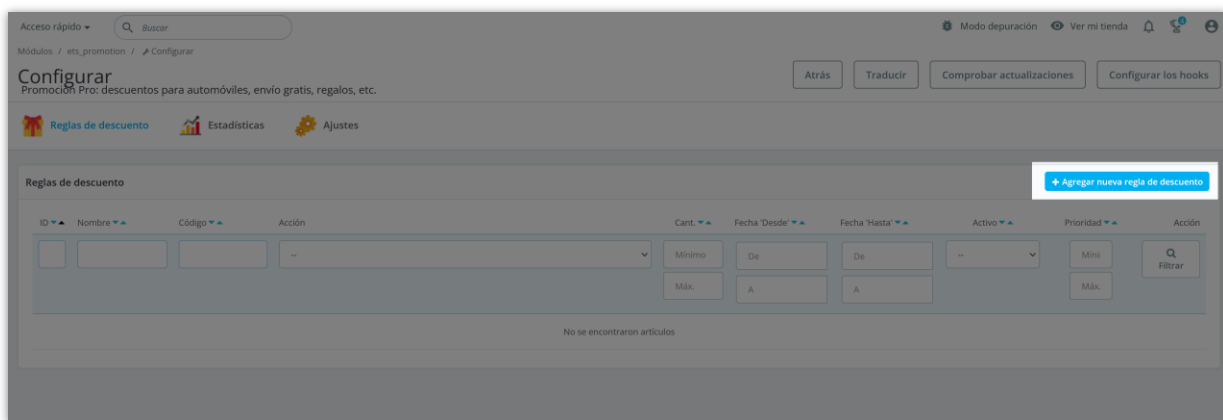 Acceso rápido
Buscar
Modo depuración
Ver mi tienda
Módulos / ets_promotion / Configurar
Configurar
Promoción Pro: descuentos para automóviles, envío gratis, regalos, etc.
Atrás
Traducir
Comprobar actualizaciones
Configurar los hooks
Reglas de descuento
Estadísticas
Ajustes
Reglas de descuento
+ Agregar nueva regla de descuento
ID Nombre Código Acción Cant. Fecha 'Desde' Fecha 'Hasta' Activo Prioridad Acción
-- Mínimo De De -- Míni Filtrar
Máx. A A Máx.
No se encontraron artículos